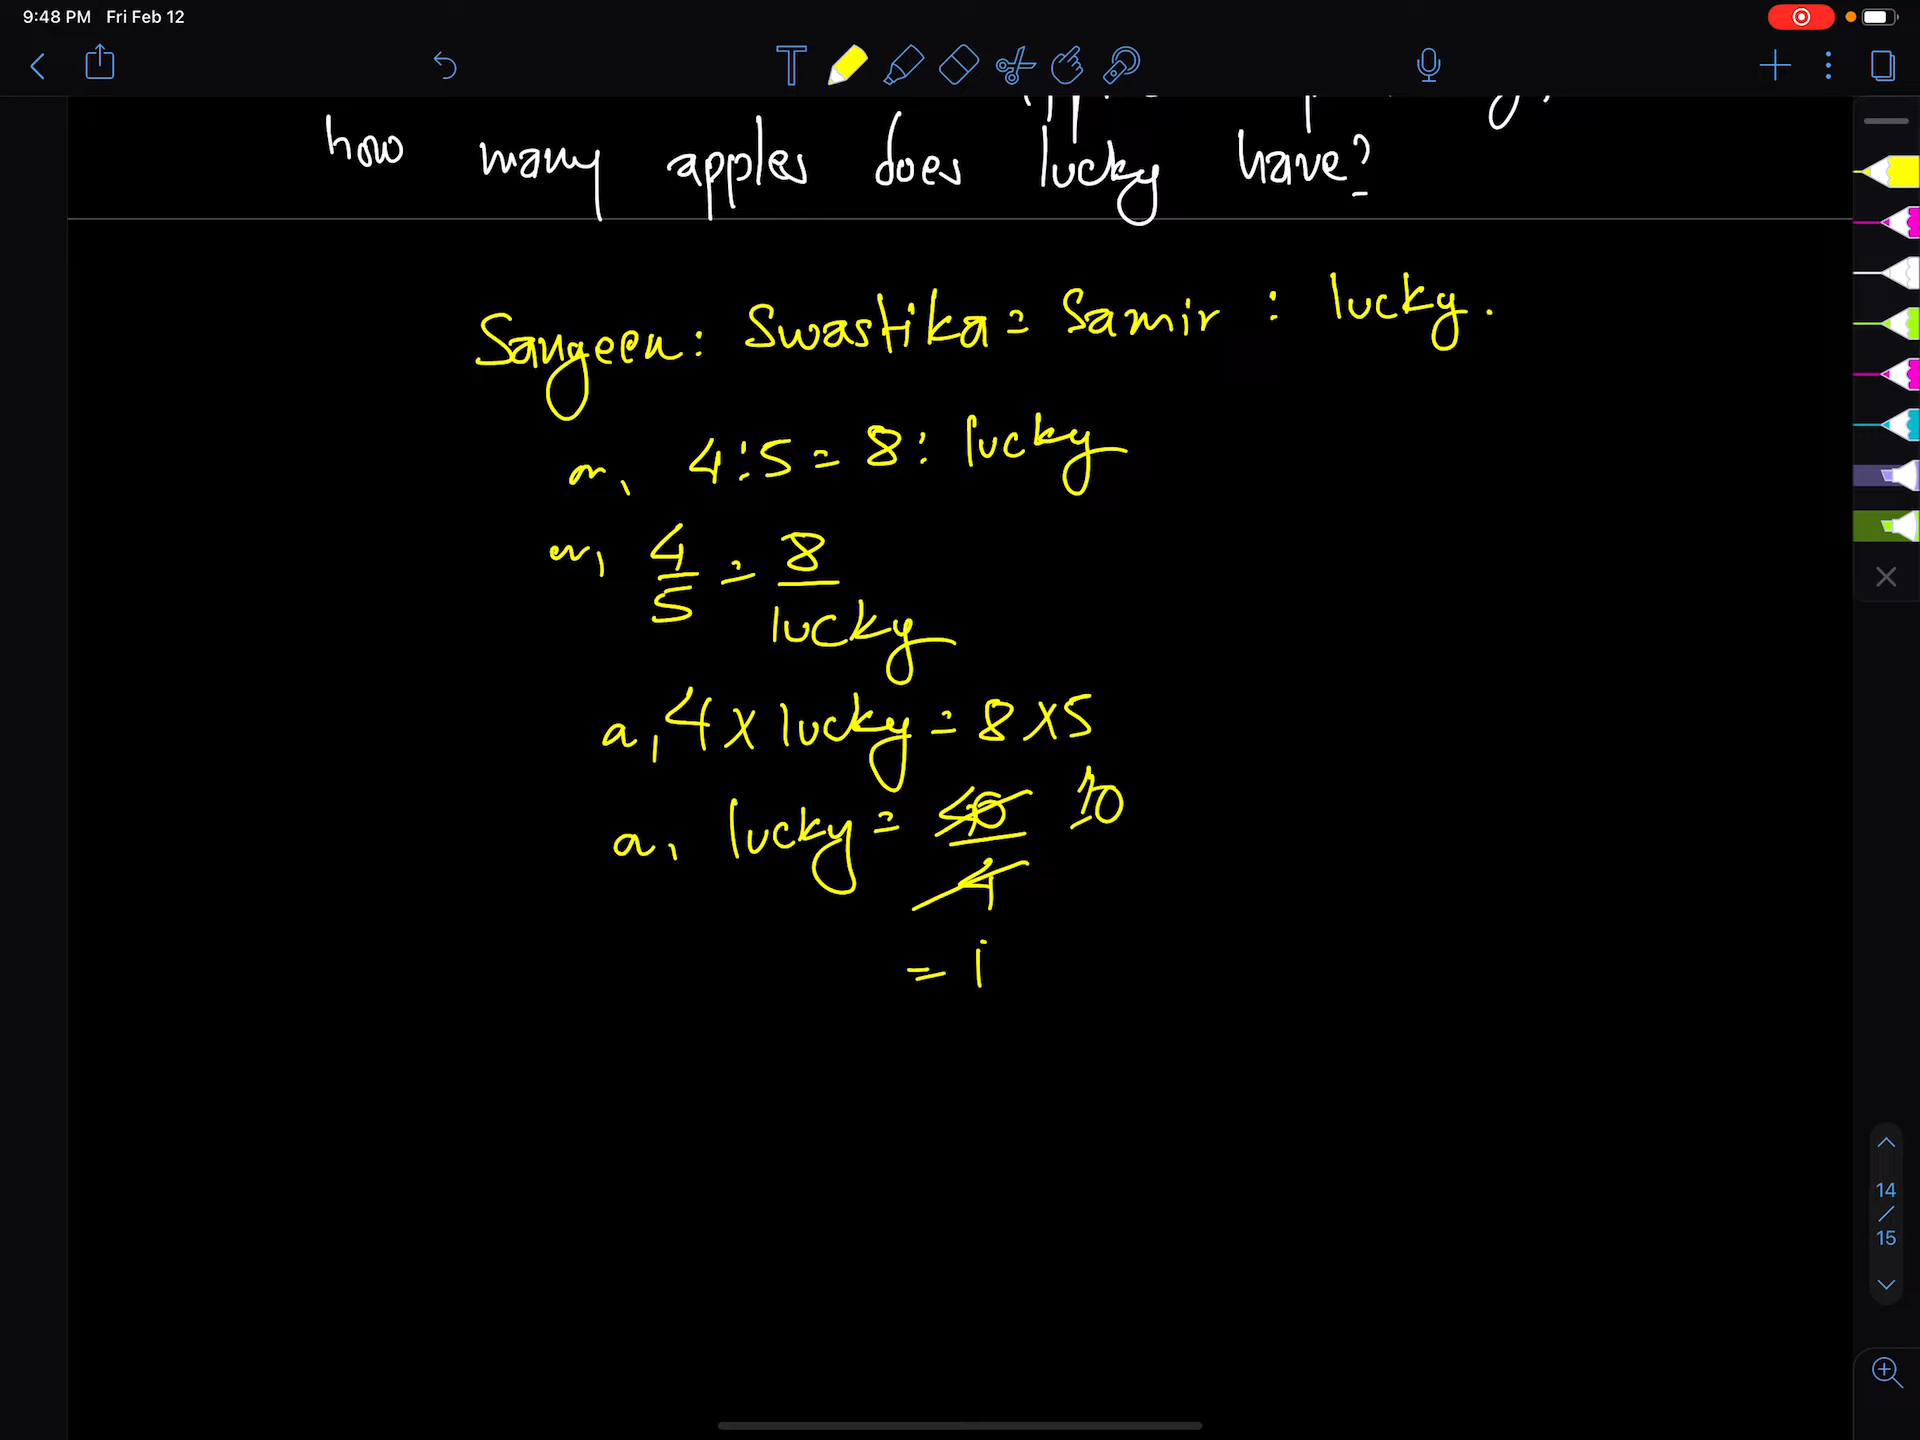 9:48 PM Fri Feb 12
how many apples does lucky have?
Sangeen: Swastika = Samir : lucky.
or, 4:5 = 8: lucky
or, 4/5 = 8/lucky
or, 4 x lucky = 8 x 5
or, lucky = 40/4 10
= 1
14
/
15